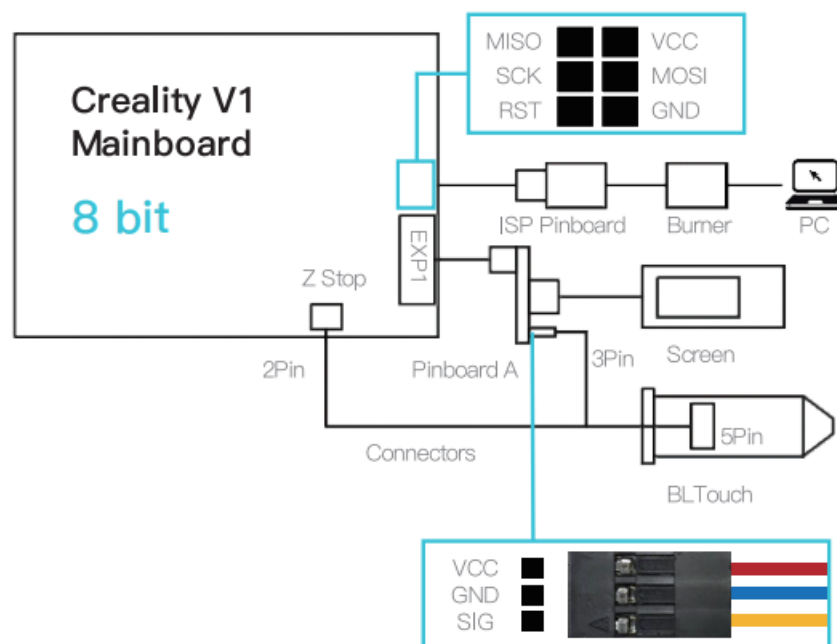 MISO VCC
SCK MOSI
RST GND
Creality V1
Mainboard
8 bit
ISP Pinboard Burner PC
EXP1
Z Stop
2Pin Pinboard A 3Pin Screen
5Pin
Connectors
BLTouch
VCC
GND
SIG